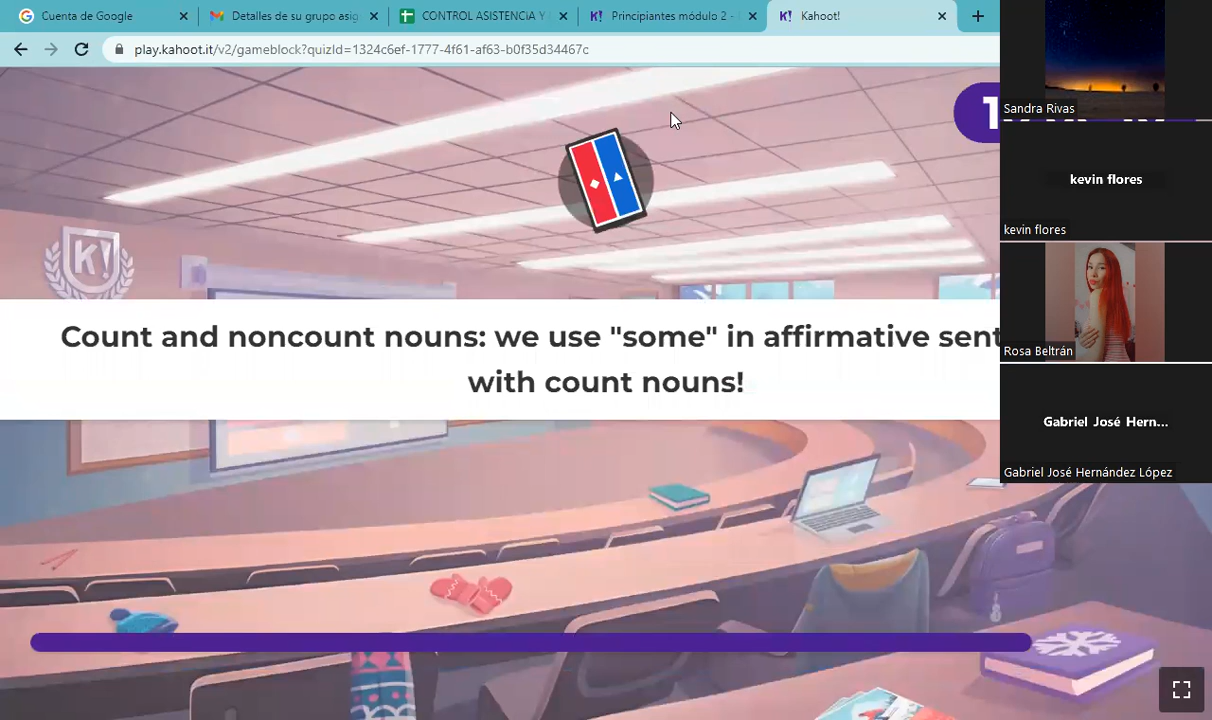 Cuenta de Google
Detalles de su grupo asig
CONTROL ASISTENCIA Y
Principiantes módulo 2 -
Kahoot!
play.kahoot.it/v2/gameblock?quizId=1324c6ef-1777-4f61-af63-b0f35d34467c
1
K!
Count and noncount nouns: we use "some" in affirmative sent
with count nouns!
Sandra Rivas
kevin flores
kevin flores
Rosa Beltrán
Gabriel José Hern...
Gabriel José Hernández López